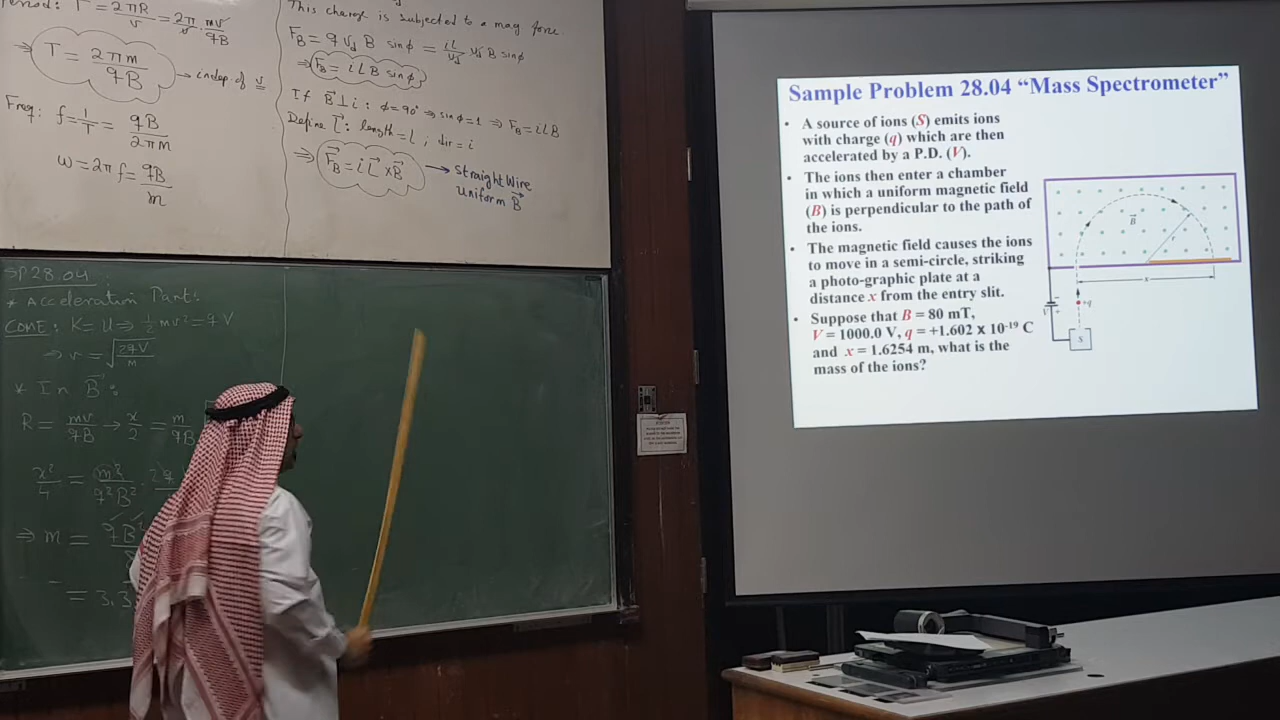 Period: T = 2πR/v = 2π/v · mv/qB
⇒ T = 2πm/qB → indep. of v
Freq: f = 1/T = qB/2πm
ω = 2πf = qB/m
This charge is subjected to a mag force
F_B = q v_d B sinϕ = iL/v_d v_d B sinϕ
⇒ F_B = iLB sinϕ
If B⃗ ⊥ i : ϕ = 90° → sinϕ = 1 ⇒ F_B = iLB
Define L⃗ : length = L , dir = i
⇒ F⃗_B = i L⃗ × B⃗ → Straight Wire
Uniform B⃗
SP28.04
* Acceleration Part:
COME: K = U ⇒ ½mv² = qV
⇒ v = √(2qV/m)
* In B⃗ :
R = mv/qB → x/2 = m/qB
x²/4 = m²/q²B² ·
⇒ m =
= 3.3
Sample Problem 28.04 “Mass Spectrometer”
• A source of ions (S) emits ions
with charge (q) which are then
accelerated by a P.D. (V).
• The ions then enter a chamber
in which a uniform magnetic field
(B) is perpendicular to the path of
the ions.
• The magnetic field causes the ions
to move in a semi-circle, striking
a photo-graphic plate at a
distance x from the entry slit.
• Suppose that B = 80 mT,
V = 1000.0 V, q = +1.602 x 10⁻¹⁹ C
and x = 1.6254 m, what is the
mass of the ions?
B⃗
r
x
+q
V
S